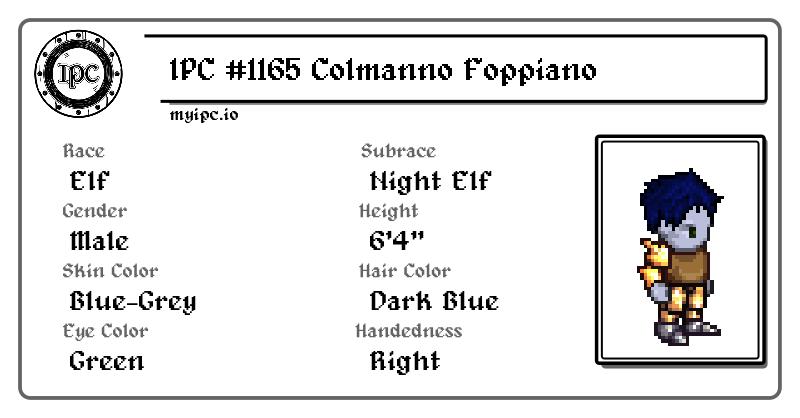 IPC
IPC #1165 Colmanno Foppiano
myipc.io
Race
Elf
Subrace
Night Elf
Gender
Male
Height
6'4"
Skin Color
Blue-Grey
Hair Color
Dark Blue
Eye Color
Green
Handedness
Right